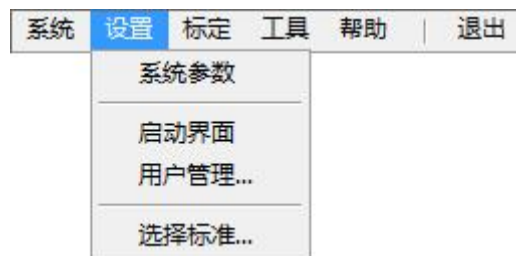 系统 设置 标定 工具 帮助 | 退出
系统参数
启动界面
用户管理...
选择标准...